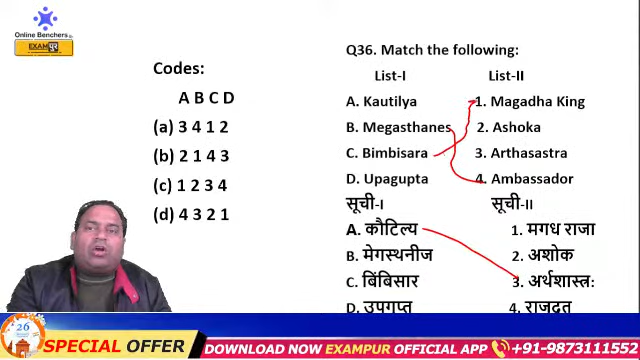 Online Benchers
EXAMपुर
Codes:
A B C D
(a) 3 4 1 2
(b) 2 1 4 3
(c) 1 2 3 4
(d) 4 3 2 1
Q36. Match the following:
List-I List-II
A. Kautilya 1. Magadha King
B. Megasthanes 2. Ashoka
C. Bimbisara 3. Arthasastra
D. Upagupta 4. Ambassador
सूची-I सूची-II
A. कौटिल्य 1. मगध राजा
B. मेगस्थनीज 2. अशोक
C. बिंबिसार 3. अर्थशास्त्र:
D. उपगुप्त 4. राजदूत
26
SPECIAL OFFER DOWNLOAD NOW EXAMPUR OFFICIAL APP +91-9873111552